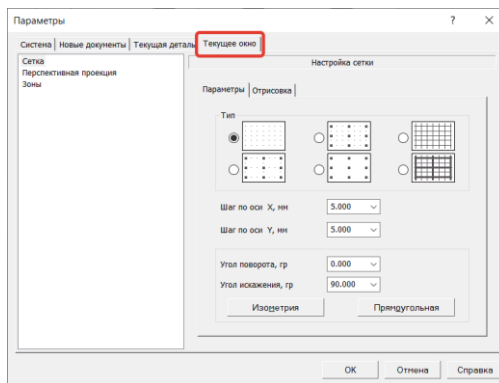 Параметры ? ×
Система Новые документы Текущая деталь Текущее окно
Сетка
Перспективная проекция
Зоны
Настройка сетки
Параметры Отрисовка
Тип
Шаг по оси X, мм 5.000
Шаг по оси Y, мм 5.000
Угол поворота, гр 0.000
Угол искажения, гр 90.000
Изометрия Прямоугольная
OK Отмена Справка